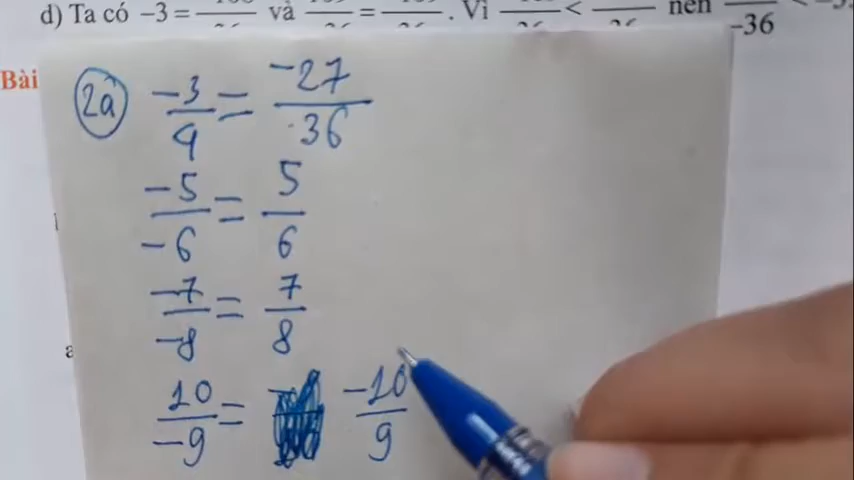 d) Ta có −3 = và = . Vì < nên -36 <
Bài
2a -3/4 = -27/36
-5/-6 = 5/6
-7/-8 = 7/8
10/-9 = -10/9